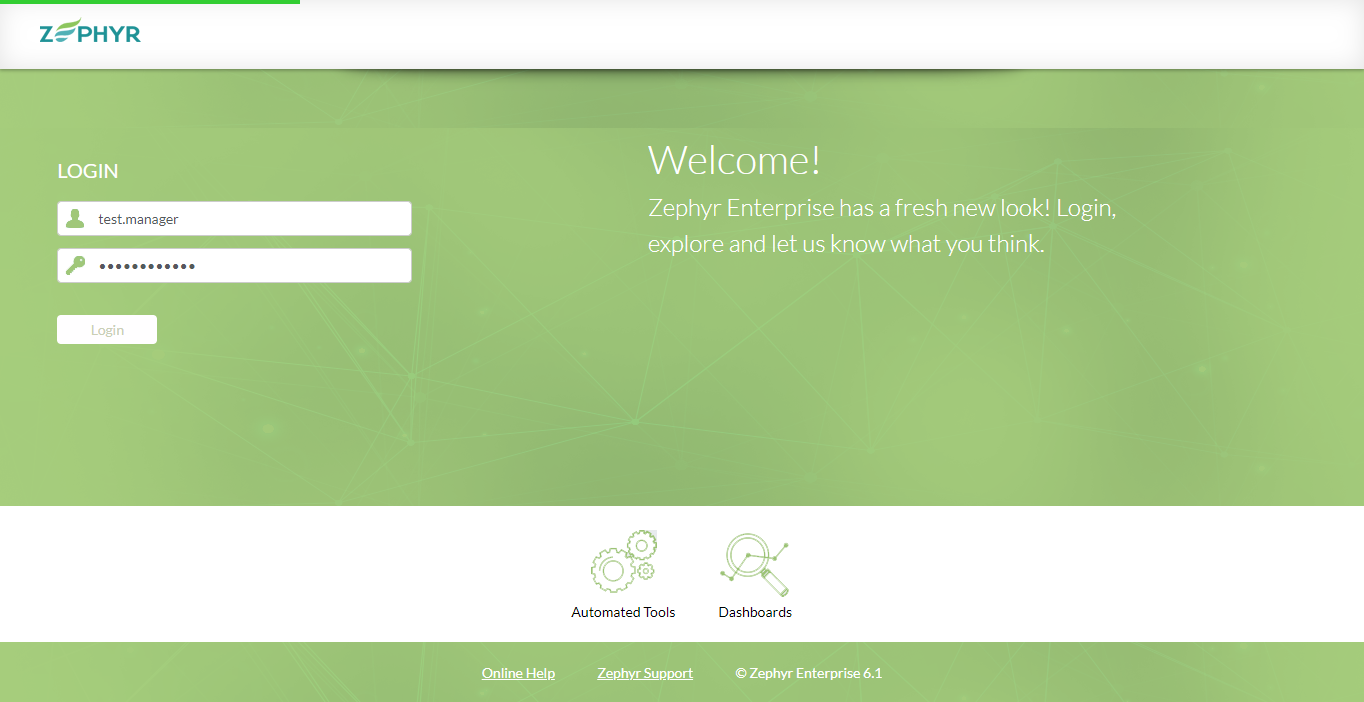 ZEPHYR
LOGIN
test.manager
••••••••••••
Login
Welcome!
Zephyr Enterprise has a fresh new look! Login,
explore and let us know what you think.
Automated Tools
Dashboards
Online Help
Zephyr Support
© Zephyr Enterprise 6.1